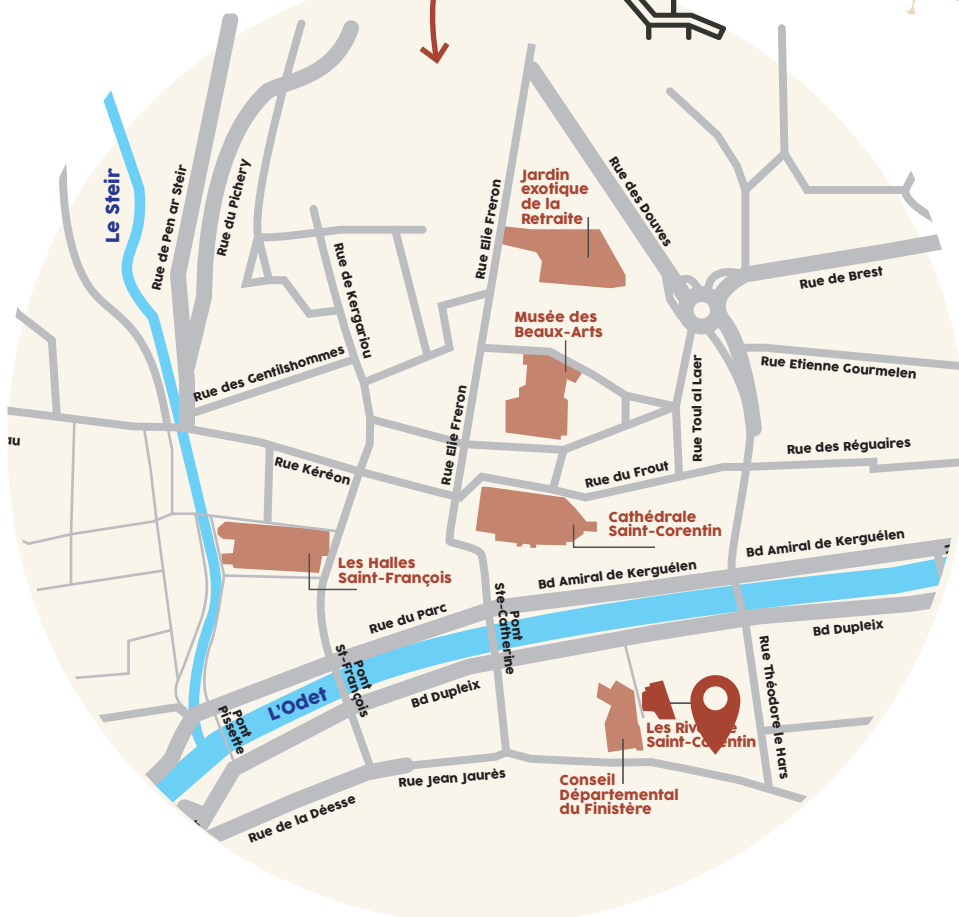 Le Steir
Rue de Pen ar Steir
Rue du Pichery
Rue de Kergariou
Rue Elie Freron
Jardin
exotique
de la
Retraite
Rue des Douves
Rue de Brest
Musée des
Beaux-Arts
Rue Etienne Gourmelen
Rue des Gentilshommes
Rue Elie Freron
Rue Toul al Laer
au
Rue Kéréon
Rue du Frout
Rue des Réguaires
Cathédrale
Saint-Corentin
Les Halles
Saint-François
Bd Amiral de Kerguélen
Bd Amiral de Kerguélen
Rue du Parc
Pont
Ste-Catherine
Bd Dupleix
Pont
St-François
Bd Dupleix
L'Odet
Pont
Pissette
Rue Théodore le Hars
Les
Saint-Corentin
Conseil
Départemental
du Finistère
Rue Jean Jaurès
Rue de la Déesse